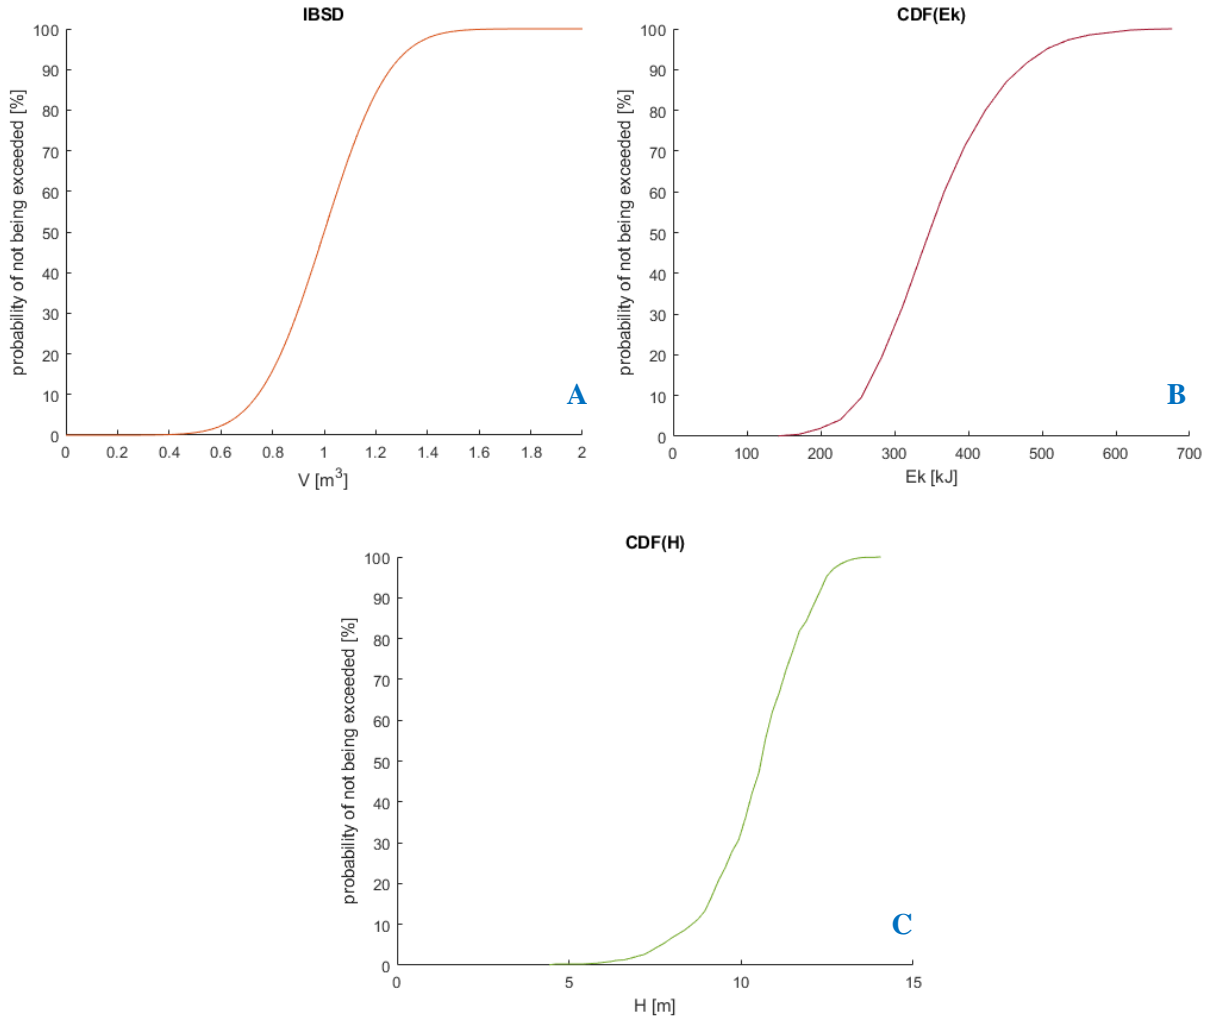 IBSD
probability of not being exceeded [%]
100
90
80
70
60
50
40
30
20
10
0
0 0.2 0.4 0.6 0.8 1 1.2 1.4 1.6 1.8 2
V [m³]
A
CDF(Ek)
probability of not being exceeded [%]
100
90
80
70
60
50
40
30
20
10
0
0 100 200 300 400 500 600 700
Ek [kJ]
B
CDF(H)
probability of not being exceeded [%]
100
90
80
70
60
50
40
30
20
10
0
0 5 10 15
H [m]
C